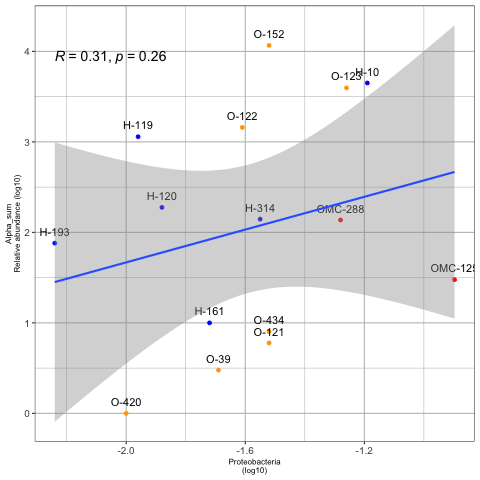 O-152
R = 0.31, p = 0.26
4
O-123
H-10
O-122
H-119
3
H-120
H-314
OMC-288
H-193
2
OMC-125
H-161
O-434
O-121
1
O-39
O-420
0
-2.0
-1.6
-1.2
Proteobacteria
(log10)
Alpha_sum
Relative abundance (log10)